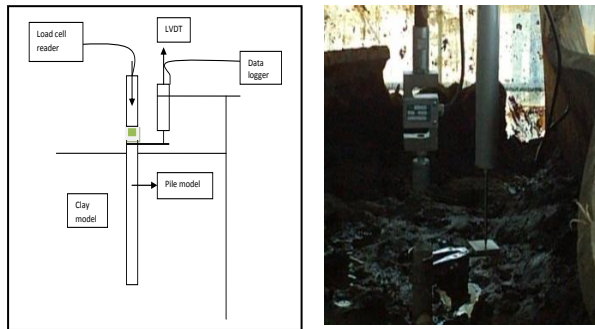 Load cell
reader
LVDT
Data
logger
Pile model
Clay
model